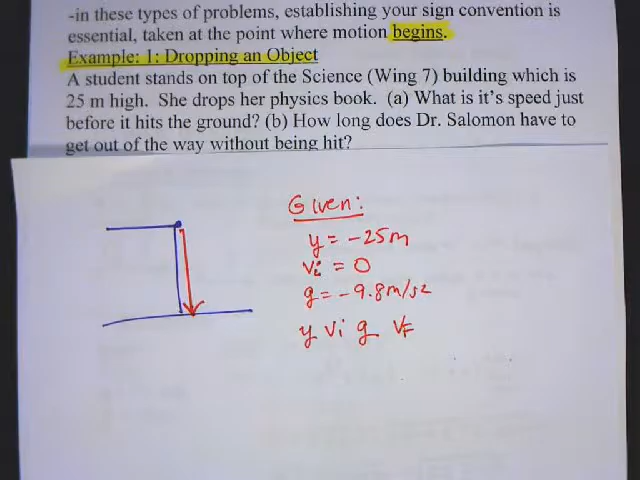 -in these types of problems, establishing your sign convention is
essential, taken at the point where motion begins.
Example: 1: Dropping an Object
A student stands on top of the Science (Wing 7) building which is
25 m high. She drops her physics book. (a) What is it's speed just
before it hits the ground? (b) How long does Dr. Salomon have to
get out of the way without being hit?
Given:
y = -25m
vi = 0
g = -9.8m/s2
y vi g VF